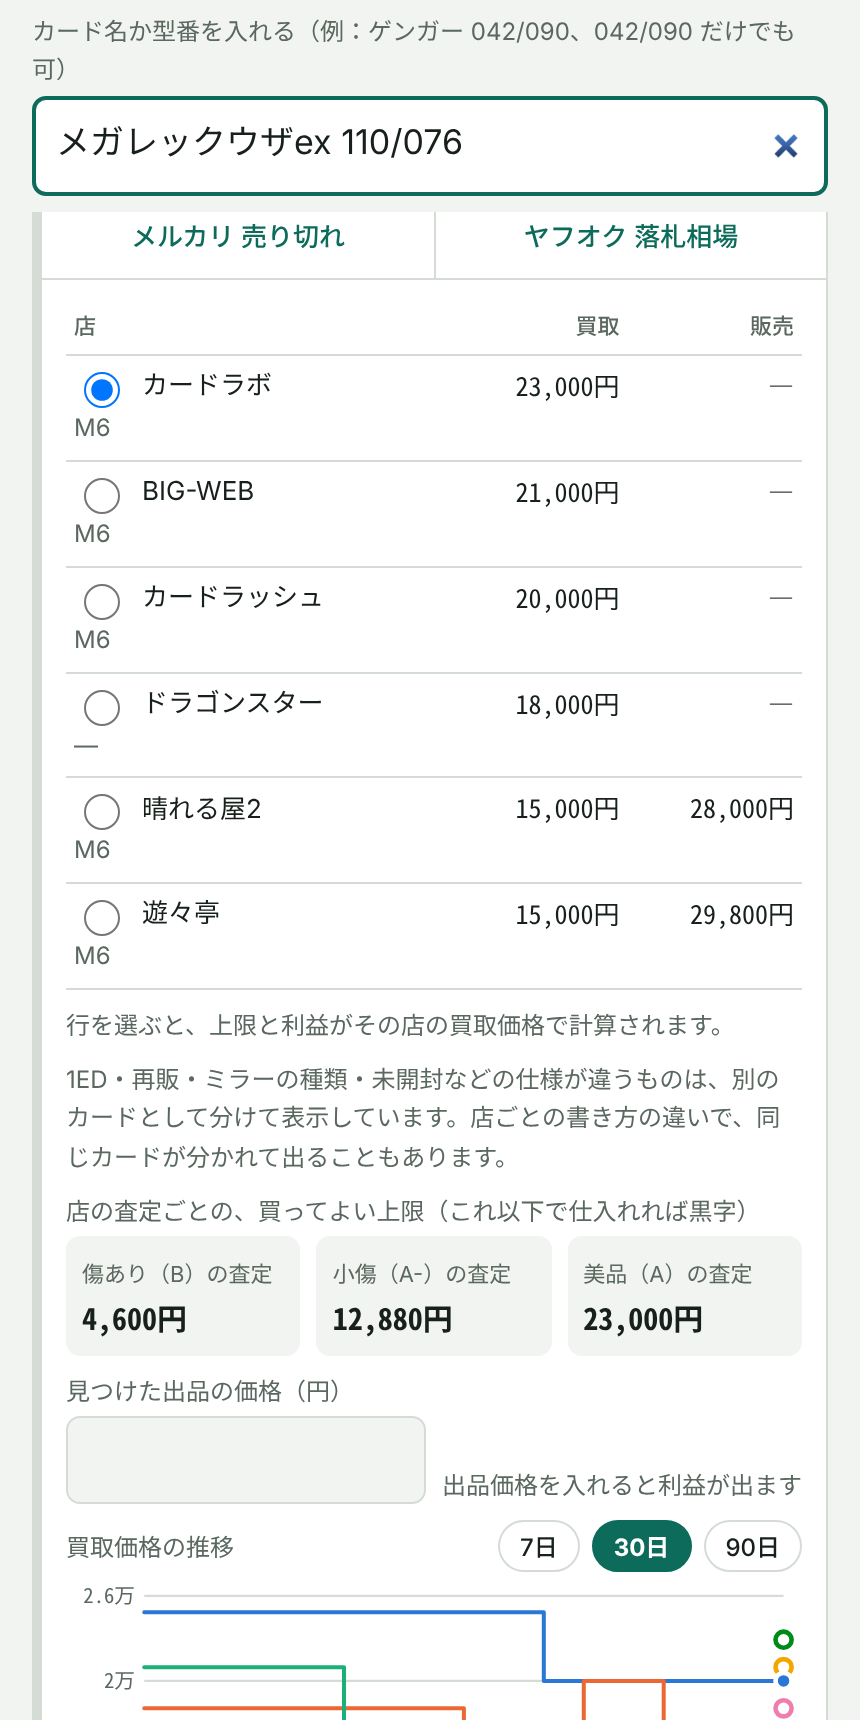 カード名か型番を入れる（例：ゲンガー 042/090、042/090 だけでも
可）
メガレックウザex 110/076
メルカリ 売り切れ ヤフオク 落札相場
店 買取 販売
カードラボ 23,000円 —
M6
BIG-WEB 21,000円 —
M6
カードラッシュ 20,000円 —
M6
ドラゴンスター 18,000円 —
—
晴れる屋2 15,000円 28,000円
M6
遊々亭 15,000円 29,800円
M6
行を選ぶと、上限と利益がその店の買取価格で計算されます。
1ED・再販・ミラーの種類・未開封などの仕様が違うものは、別の
カードとして分けて表示しています。店ごとの書き方の違いで、同
じカードが分かれて出ることもあります。
店の査定ごとの、買ってよい上限（これ以下で仕入れれば黒字）
傷あり（B）の査定 小傷（A-）の査定 美品（A）の査定
4,600円 12,880円 23,000円
見つけた出品の価格（円）
出品価格を入れると利益が出ます
買取価格の推移 7日 30日 90日
2.6万
2万